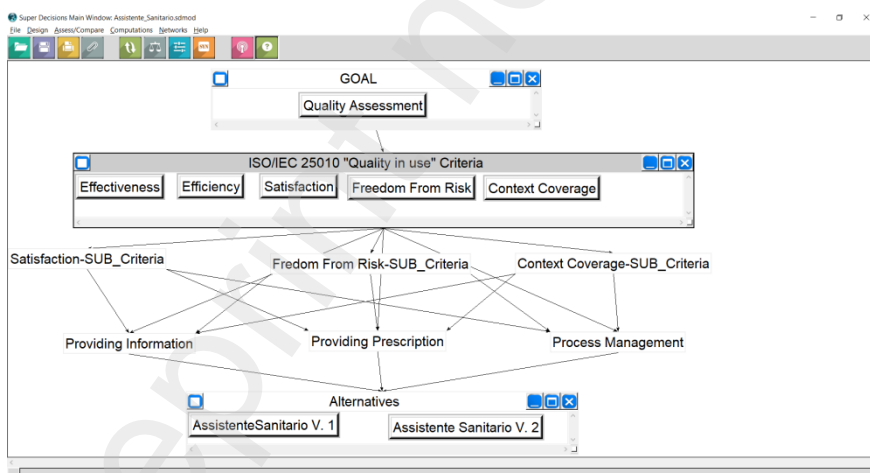 Super Decisions Main Window: Assistente_Sanitario.sdmod
File Design Assess/Compare Computations Networks Help
GOAL
Quality Assessment
ISO/IEC 25010 "Quality in use" Criteria
Effectiveness Efficiency Satisfaction Freedom From Risk Context Coverage
Satisfaction-SUB_Criteria Fredom From Risk-SUB_Criteria Context Coverage-SUB_Criteria
Providing Information Providing Prescription Process Management
Alternatives
AssistenteSanitario V. 1 Assistente Sanitario V. 2